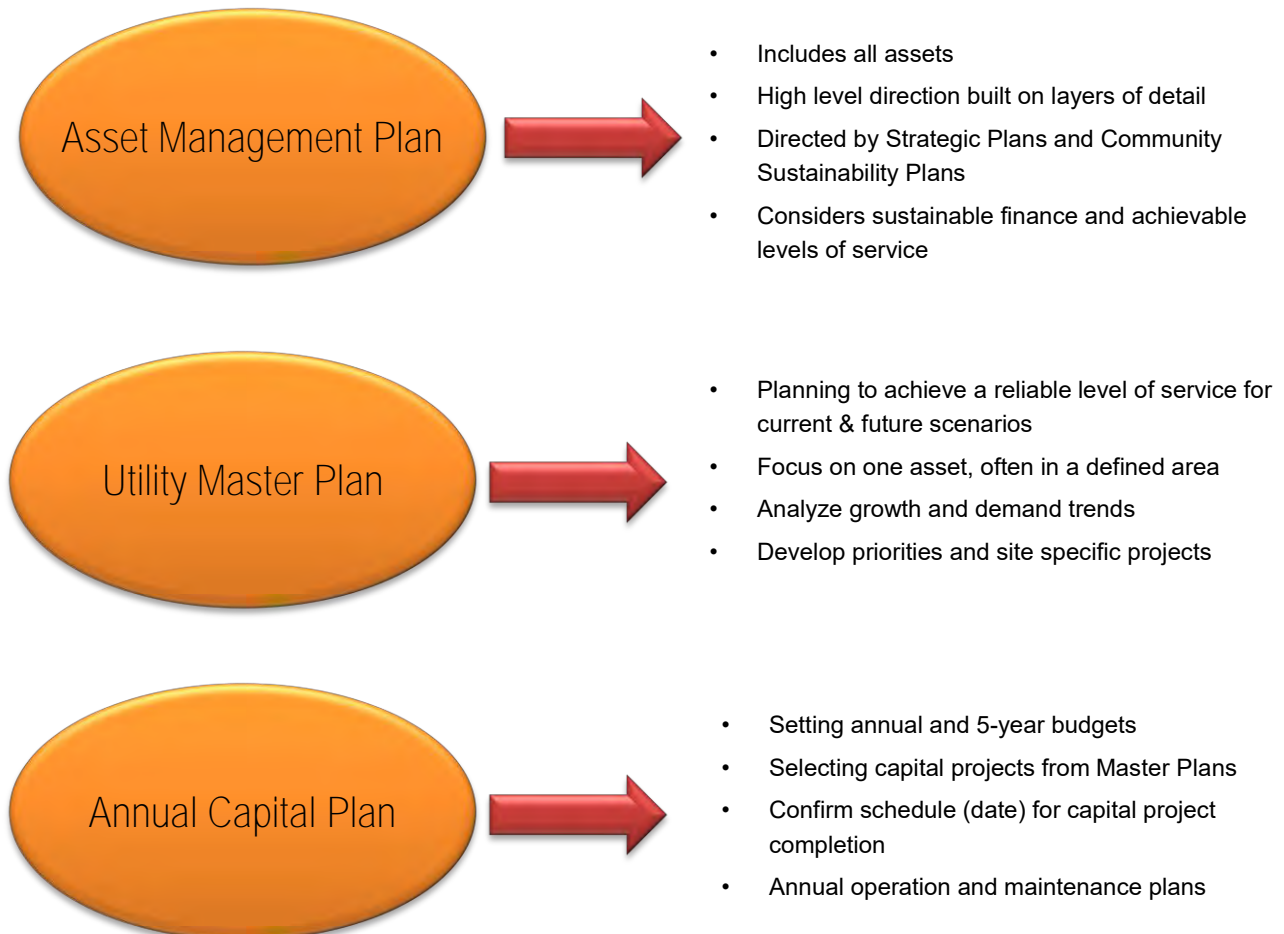 Asset Management Plan
• Includes all assets
• High level direction built on layers of detail
• Directed by Strategic Plans and Community
Sustainability Plans
• Considers sustainable finance and achievable
levels of service
Utility Master Plan
• Planning to achieve a reliable level of service for
current & future scenarios
• Focus on one asset, often in a defined area
• Analyze growth and demand trends
• Develop priorities and site specific projects
Annual Capital Plan
• Setting annual and 5-year budgets
• Selecting capital projects from Master Plans
• Confirm schedule (date) for capital project
completion
• Annual operation and maintenance plans